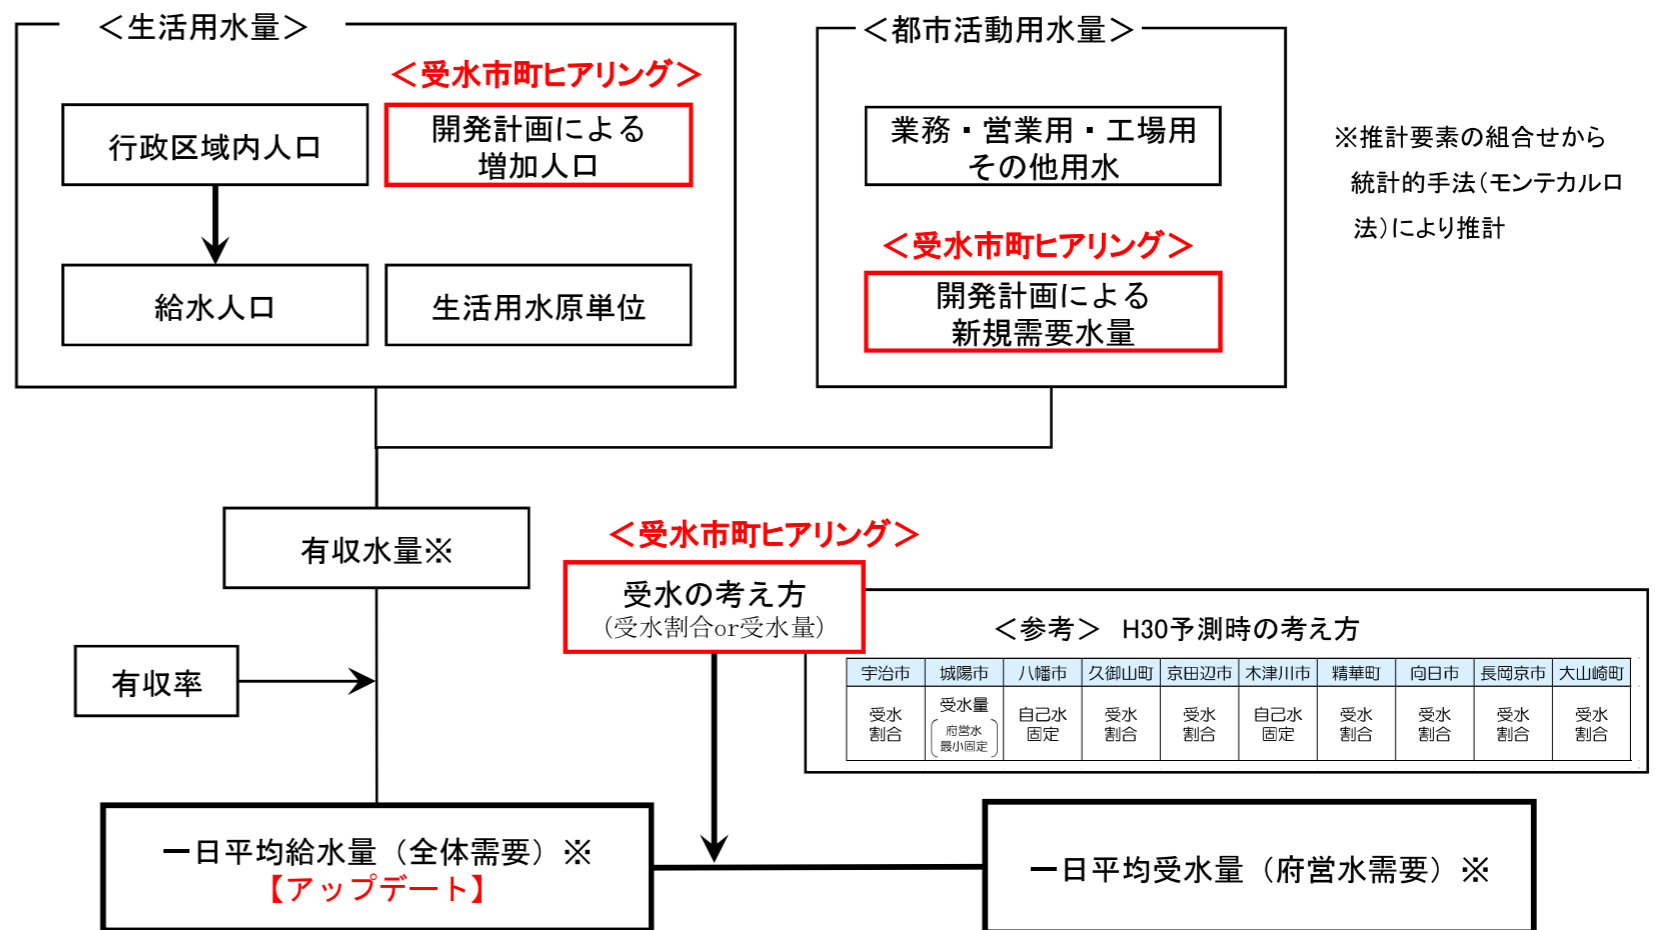 ＜生活用水量＞
＜受水市町ヒアリング＞
行政区域内人口
開発計画による
増加人口
給水人口
生活用水原単位
＜都市活動用水量＞
業務・営業用・工場用
その他用水
＜受水市町ヒアリング＞
開発計画による
新規需要水量
※推計要素の組合せから
統計的手法（モンテカルロ
法）により推計
有収水量※
有収率
＜受水市町ヒアリング＞
受水の考え方
（受水割合or受水量）
＜参考＞　H30予測時の考え方
宇治市 城陽市 八幡市 久御山町 京田辺市 木津川市 精華町 向日市 長岡京市 大山崎町
受水 受水量 自己水 受水 受水 自己水 受水 受水 受水 受水
割合 府営水 固定 割合 割合 固定 割合 割合 割合 割合
最小固定
一日平均給水量（全体需要）※
【アップデート】
一日平均受水量（府営水需要）※